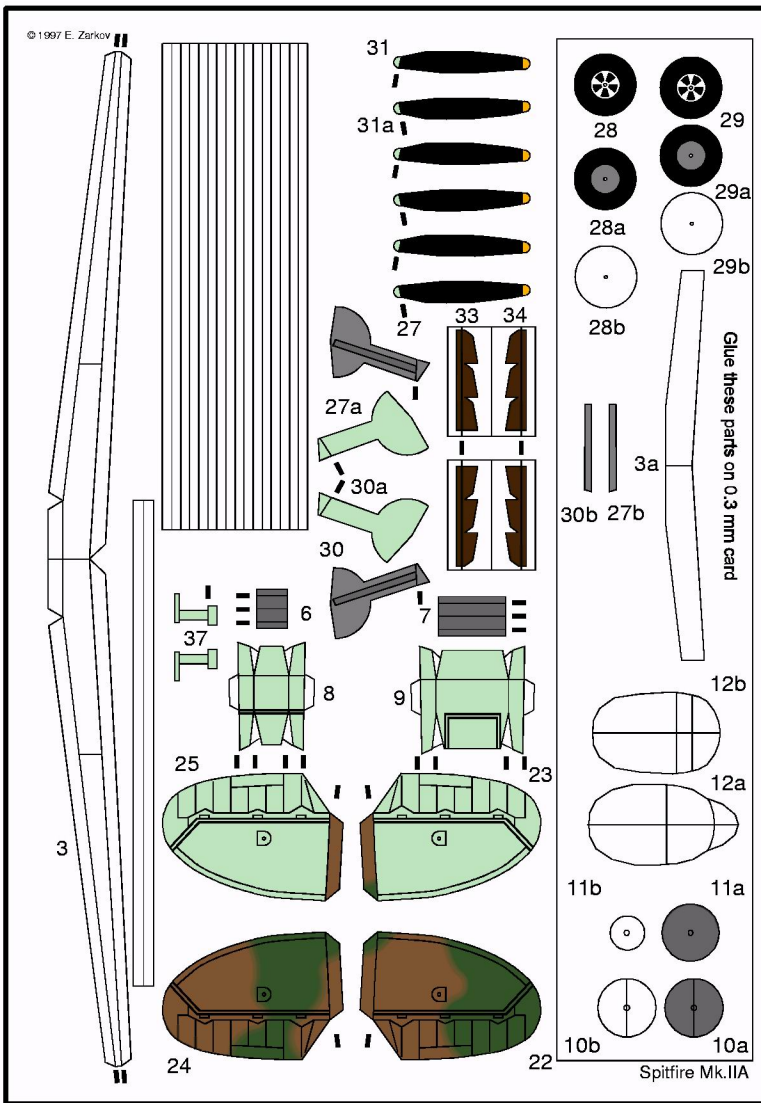 © 1997 E. Zarkov
31
31a
28
29
28a
29a
28b
29b
27
33
34
27a
30a
30
Glue these parts on 0.3 mm card
3a
30b
27b
6
7
37
8
9
12b
25
23
12a
3
11b
11a
24
22
10b
10a
Spitfire Mk.IIA